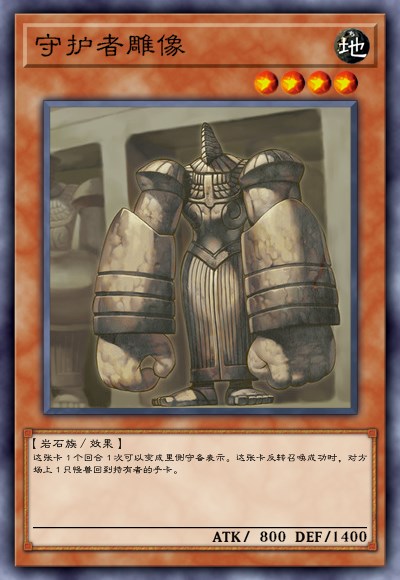 守护者雕像
地
【岩石族／效果】
这张卡１个回合１次可以变成里侧守备表示。这张卡反转召唤成功时，对方
场上１只怪兽回到持有者的手卡。
ATK/ 800 DEF/1400